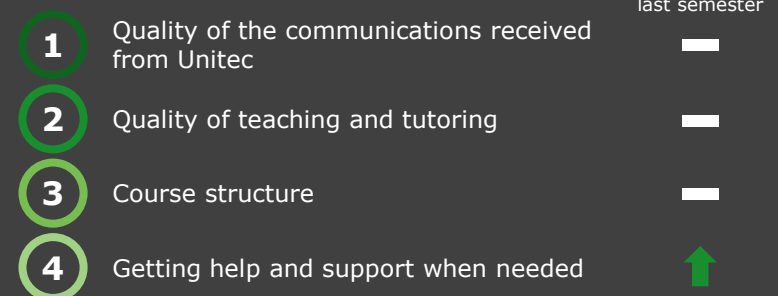 last semester
1
Quality of the communications received
from Unitec
2
Quality of teaching and tutoring
3
Course structure
4
Getting help and support when needed